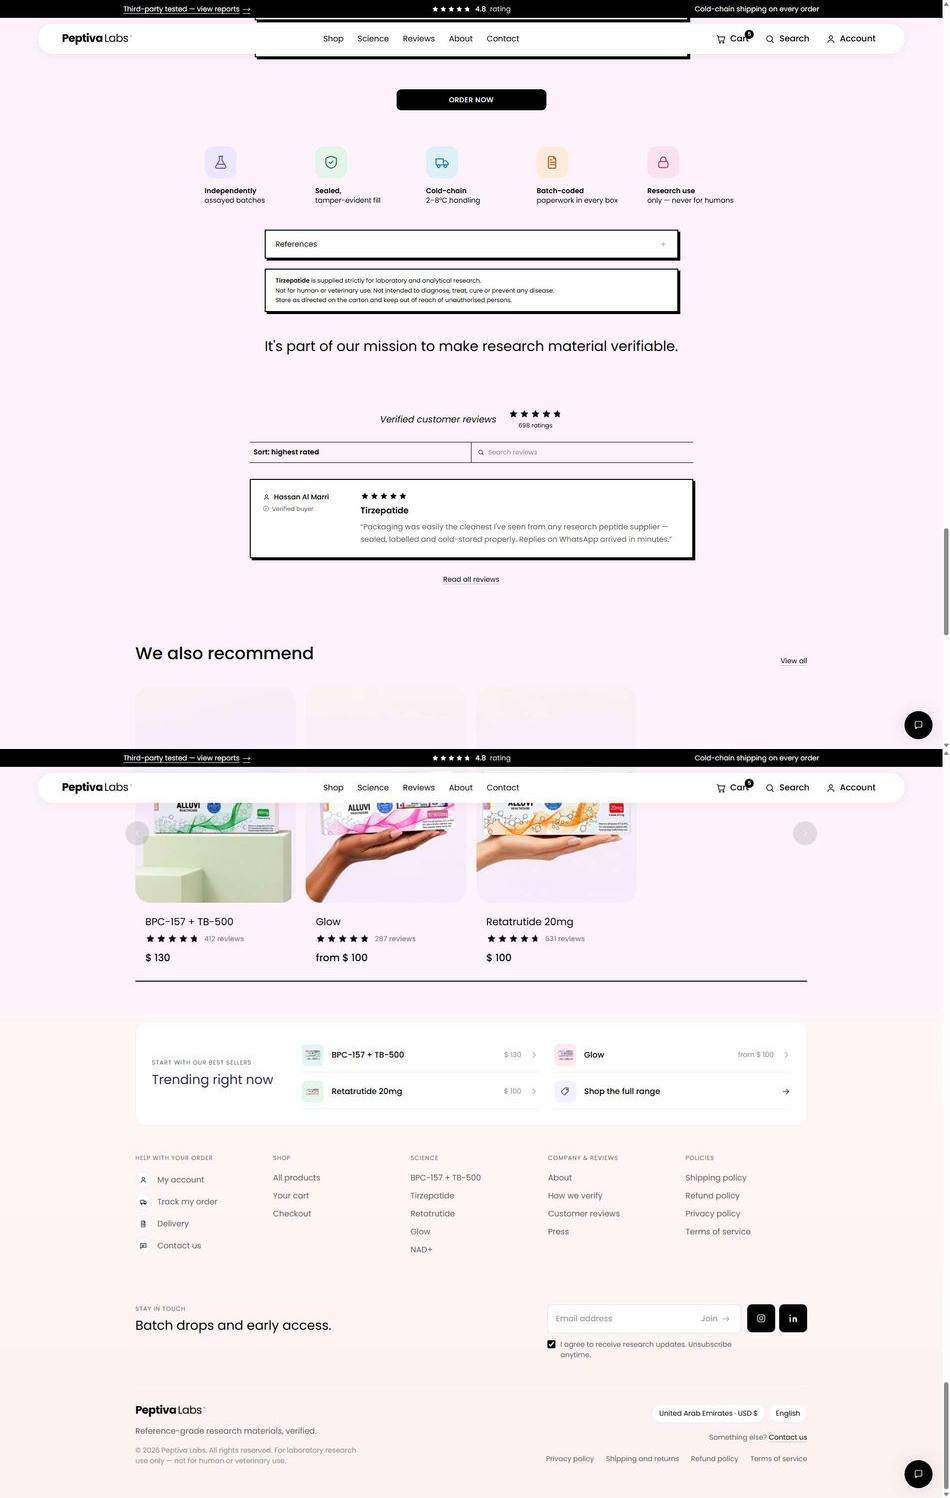 Third-party tested — view reports →
4.8 rating
Cold-chain shipping on every order
Peptiva Labs
Shop
Science
Reviews
About
Contact
Cart
5
Search
Account
ORDER NOW
Independently
assayed batches
Sealed,
tamper-evident fill
Cold-chain
2–8°C handling
Batch-coded
paperwork in every box
Research use
only — never for humans
References
+
Tirzepatide is supplied strictly for laboratory and analytical research.
Not for human or veterinary use. Not intended to diagnose, treat, cure or prevent any disease.
Store as directed on the carton and keep out of reach of unauthorised persons.
It's part of our mission to make research material verifiable.
Verified customer reviews
698 ratings
Sort: highest rated
Search reviews
Hassan Al Marri
Verified buyer
Tirzepatide
“Packaging was easily the cleanest I've seen from any research peptide supplier —
sealed, labelled and cold-stored properly. Replies on WhatsApp arrived in minutes.”
Read all reviews
We also recommend
View all
Third-party tested — view reports →
4.8 rating
Cold-chain shipping on every order
Peptiva Labs
Shop
Science
Reviews
About
Contact
Cart
5
Search
Account
ALLUVI
HEALTHCARE
ALLUVI
HEALTHCARE
ALLUVI
HEALTHCARE
20mg
BPC-157 + TB-500
412 reviews
$ 130
Glow
287 reviews
from $ 100
Retatrutide 20mg
531 reviews
$ 100
START WITH OUR BEST SELLERS
Trending right now
BPC-157 + TB-500
$ 130
Glow
from $ 100
Retatrutide 20mg
$ 100
Shop the full range
HELP WITH YOUR ORDER
My account
Track my order
Delivery
Contact us
SHOP
All products
Your cart
Checkout
SCIENCE
BPC-157 + TB-500
Tirzepatide
Retatrutide
Glow
NAD+
COMPANY & REVIEWS
About
How we verify
Customer reviews
Press
POLICIES
Shipping policy
Refund policy
Privacy policy
Terms of service
STAY IN TOUCH
Batch drops and early access.
Email address
Join →
in
I agree to receive research updates. Unsubscribe
anytime.
Peptiva Labs
Reference-grade research materials, verified.
© 2026 Peptiva Labs. All rights reserved. For laboratory research
use only — not for human or veterinary use.
United Arab Emirates · USD $
English
Something else? Contact us
Privacy policy
Shipping and returns
Refund policy
Terms of service